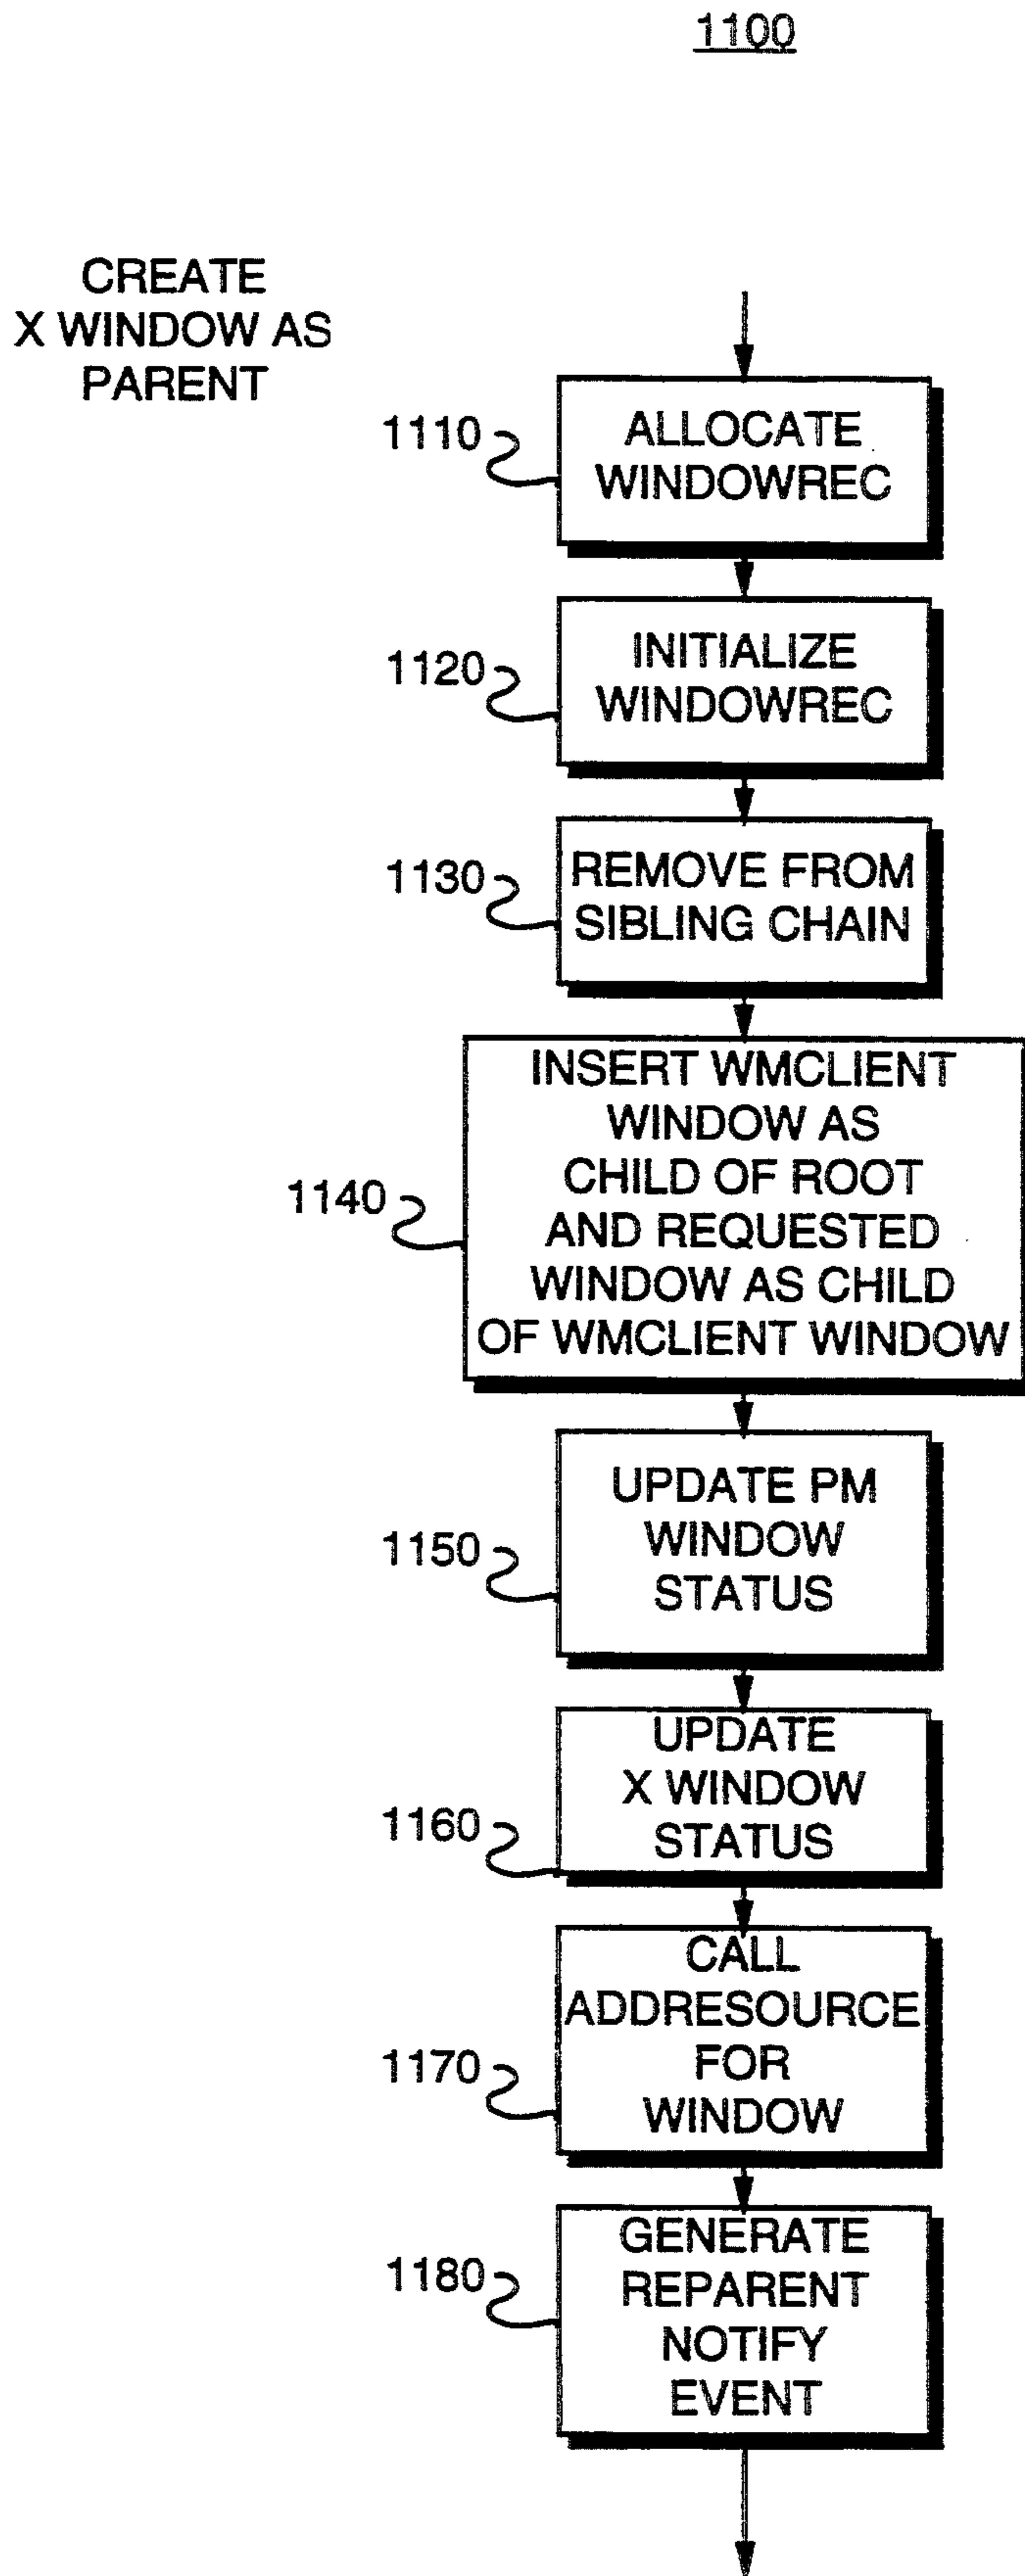 1100
CREATE
X WINDOW AS
PARENT
1110
ALLOCATE
WINDOWREC
1120
INITIALIZE
WINDOWREC
1130
REMOVE FROM
SIBLING CHAIN
1140
INSERT WMCLIENT
WINDOW AS
CHILD OF ROOT
AND REQUESTED
WINDOW AS CHILD
OF WMCLIENT WINDOW
1150
UPDATE PM
WINDOW
STATUS
1160
UPDATE
X WINDOW
STATUS
1170
CALL
ADDRESOURCE
FOR
WINDOW
1180
GENERATE
REPARENT
NOTIFY
EVENT